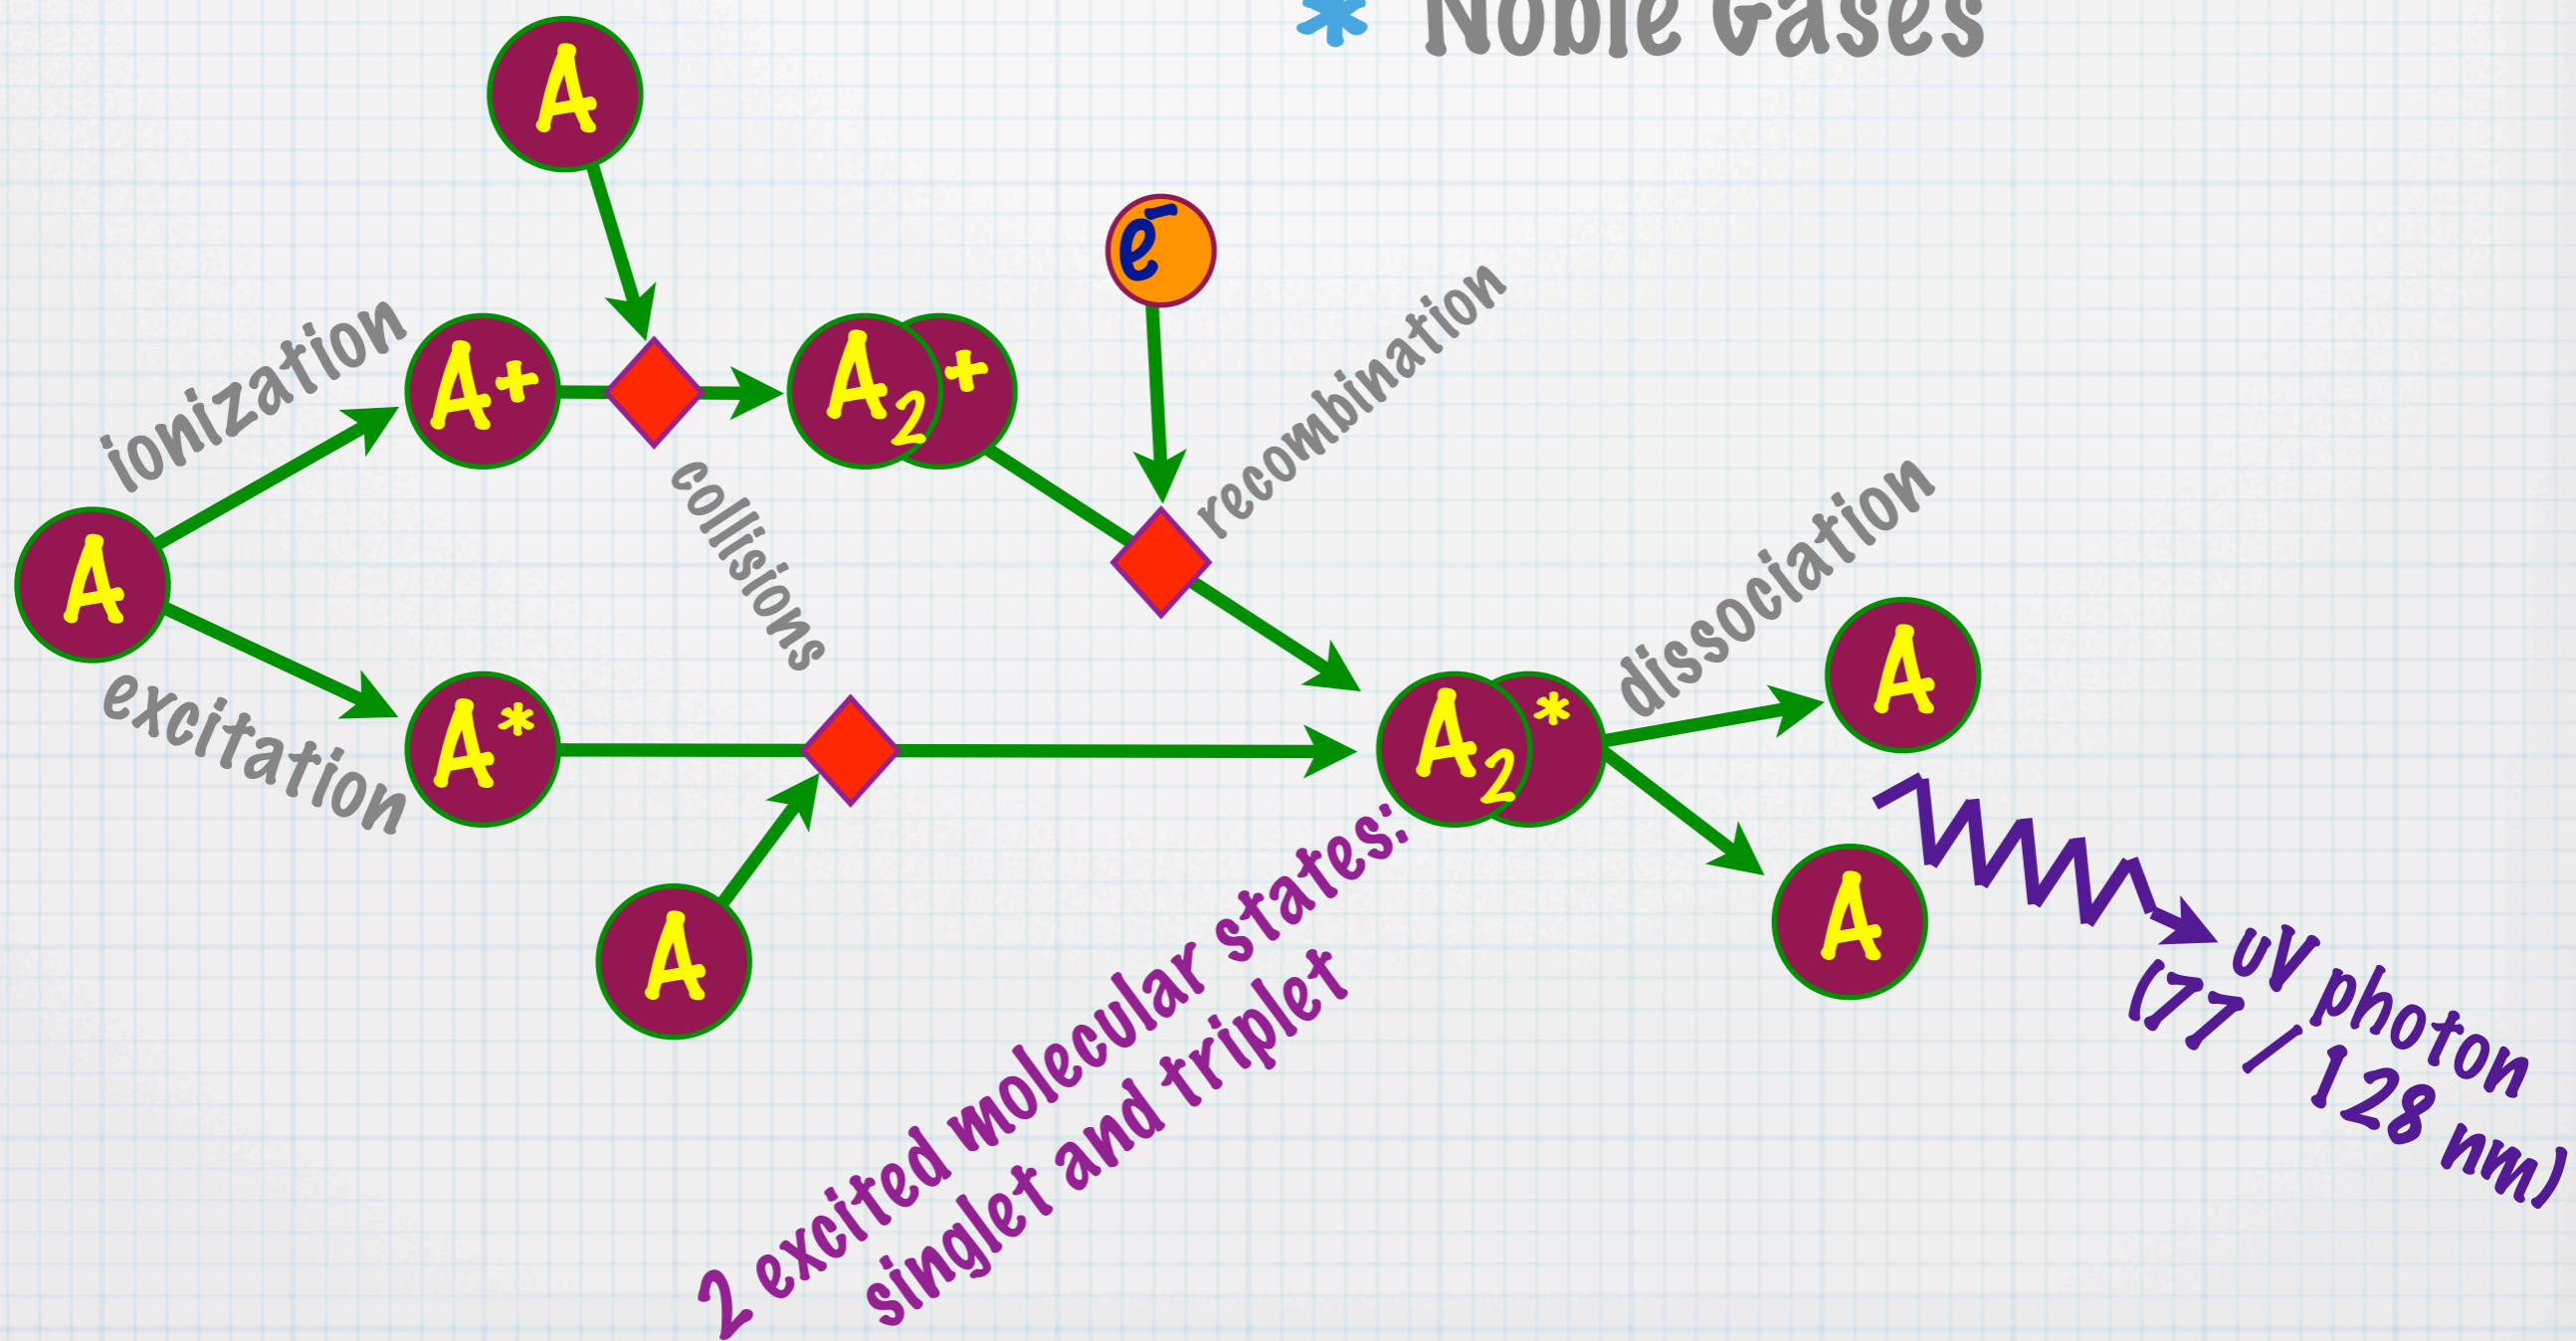 * Noble Gases
A
e-
ionization
A+
A2+
recombination
collisions
A
excitation
A*
A
A2*
dissociation
A
A
2 excited molecular states:
singlet and triplet
UV photon
(77 / 128 nm)